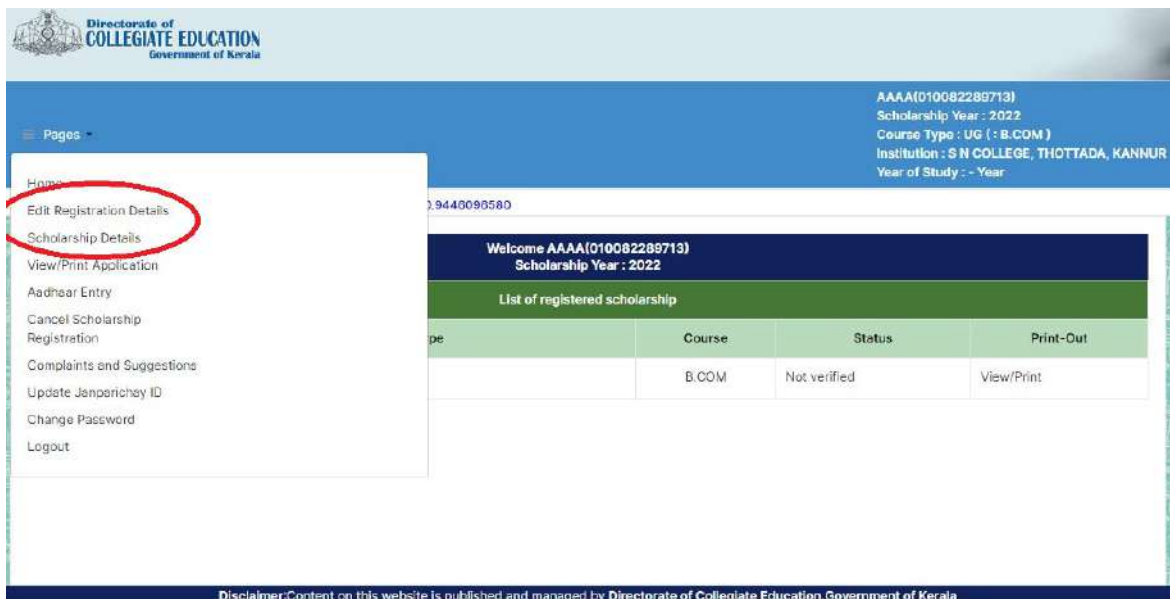 Directorate of
COLLEGIATE EDUCATION
Government of Kerala
AAAA(010082289713)
Scholarship Year : 2022
Course Type : UG ( : B.COM )
Institution : S N COLLEGE, THOTTADA, KANNUR
Year of Study : - Year
Pages
Home
Edit Registration Details
Scholarship Details
View/Print Application
Aadhaar Entry
Cancel Scholarship
Registration
Complaints and Suggestions
Update Janparichay ID
Change Password
Logout
9446096580
Welcome AAAA(010082289713)
Scholarship Year : 2022
List of registered scholarship
pe Course Status Print-Out
B.COM Not verified View/Print
Disclaimer:Content on this website is published and managed by Directorate of Collegiate Education,Government of Kerala